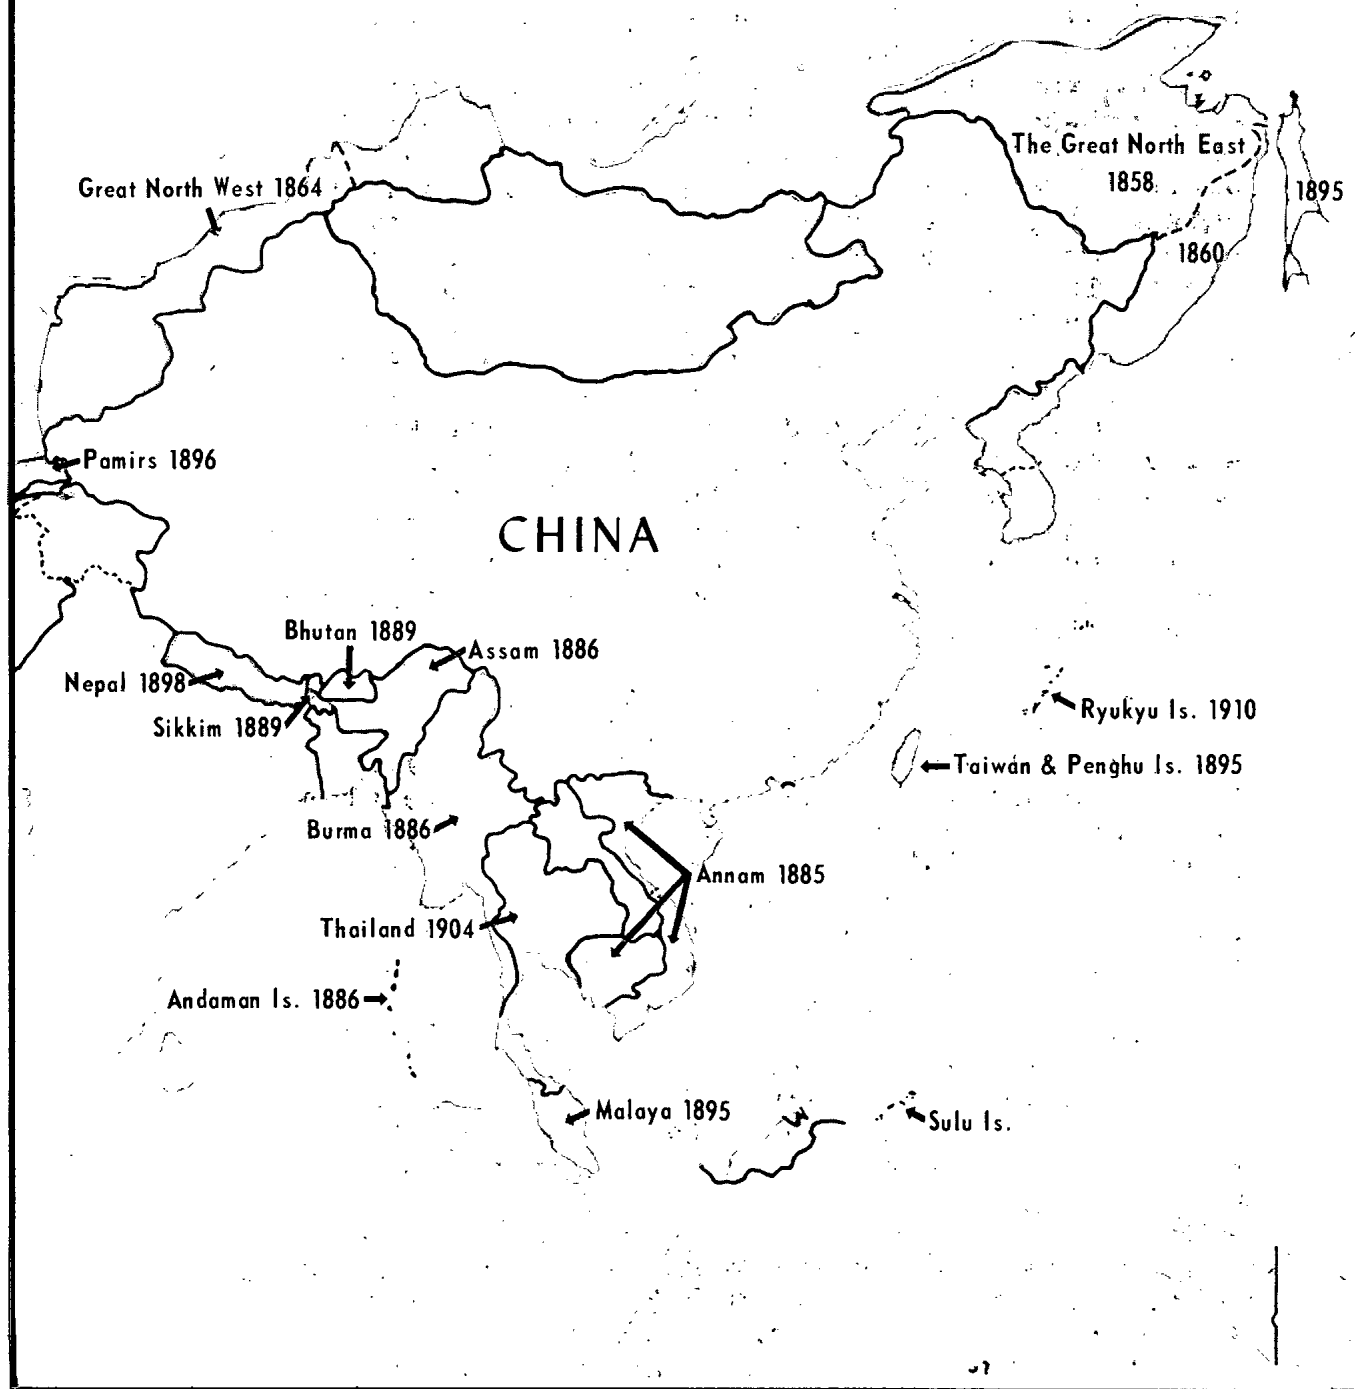 The Great North East
1858
Great North West 1864
1895
1860
Pamirs 1896
CHINA
Bhutan 1889
Assam 1886
Nepal 1898
Sikkim 1889
Ryukyu Is. 1910
Taiwan & Penghu Is. 1895
Burma 1886
Annam 1885
Thailand 1904
Andaman Is. 1886
Malaya 1895
Sulu Is.